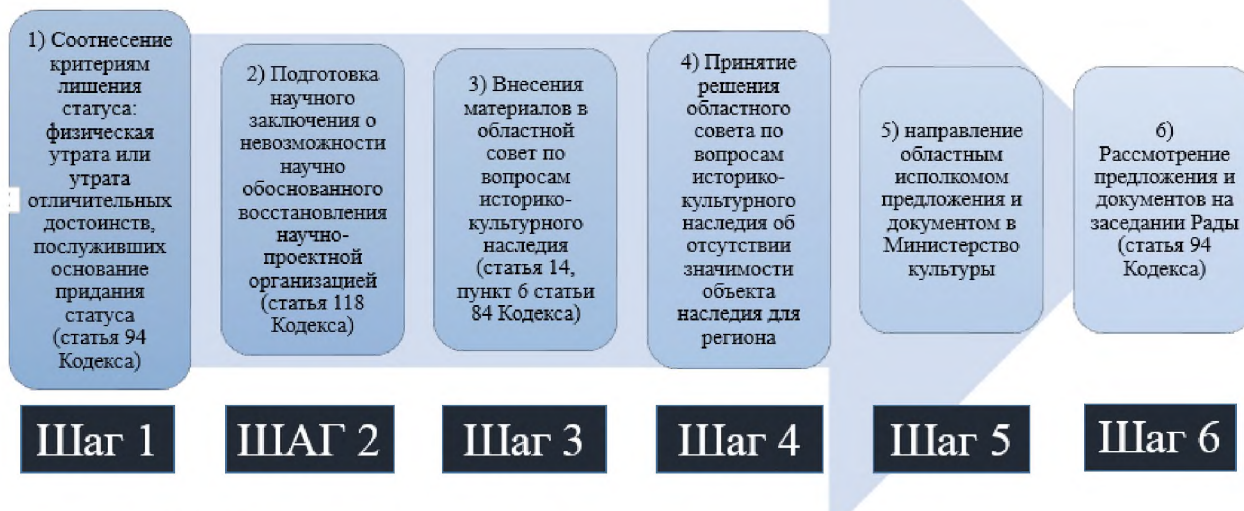 1) Соотнесение
критериям
лишения
статуса:
физическая
утрата или
утрата
отличительных
достоинств,
послуживших
основание
придания
статуса
(статья 94
Кодекса)
2) Подготовка
научного
заключения о
невозможности
научно
обоснованного
восстановления
научно-
проектной
организацией
(статья 118
Кодекса)
3) Внесения
материалов в
областной
совет по
вопросам
историко-
культурного
наследия
(статья 14,
пункт 6 статьи
84 Кодекса)
4) Принятие
решения
областного
совета по
вопросам
историко-
культурного
наследия об
отсутствии
значимости
объекта
наследия для
региона
5) направление
областным
исполкомом
предложения и
документом в
Министерство
культуры
6)
Рассмотрение
предложения и
документов на
заседании Рады
(статья 94
Кодекса)
Шаг 1
ШАГ 2
Шаг 3
Шаг 4
Шаг 5
Шаг 6